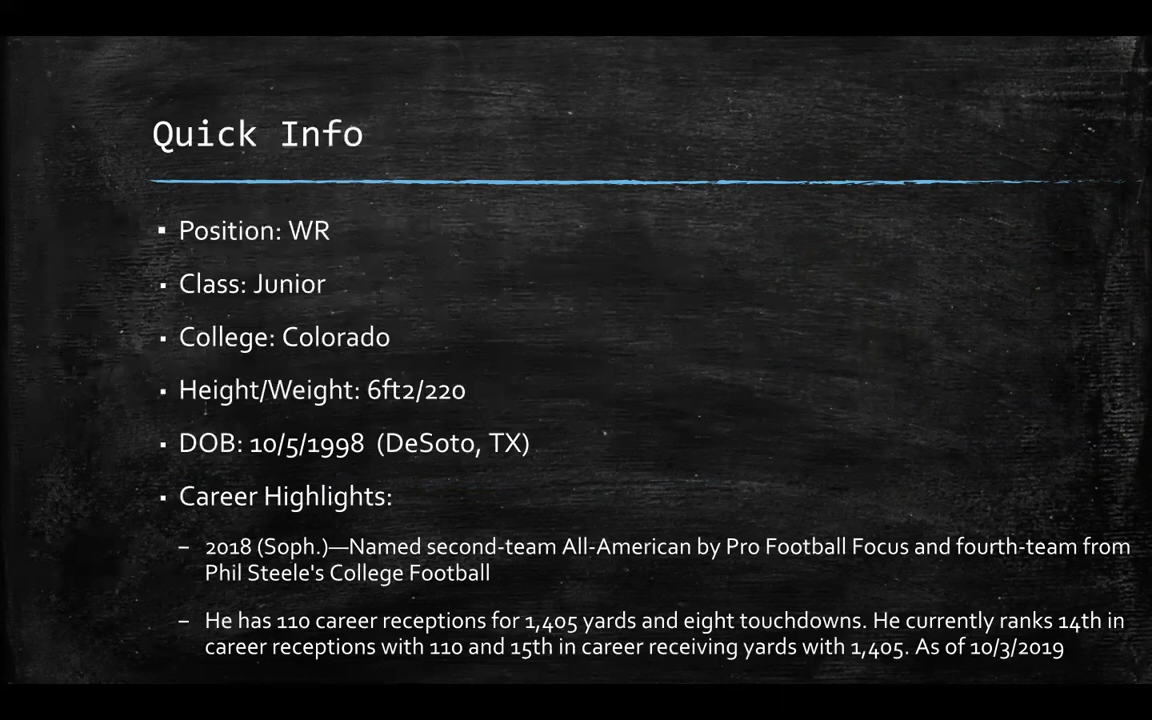 Quick Info
▪ Position: WR
▪ Class: Junior
▪ College: Colorado
▪ Height/Weight: 6ft2/220
▪ DOB: 10/5/1998 (DeSoto, TX)
▪ Career Highlights:
– 2018 (Soph.)—Named second-team All-American by Pro Football Focus and fourth-team from
Phil Steele's College Football
– He has 110 career receptions for 1,405 yards and eight touchdowns. He currently ranks 14th in
career receptions with 110 and 15th in career receiving yards with 1,405. As of 10/3/2019